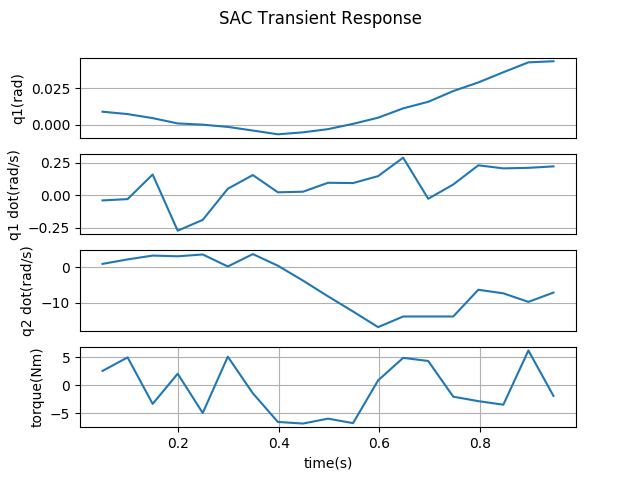 SAC Transient Response
q1(rad)
0.025
0.000
q1 dot(rad/s)
0.25
0.00
−0.25
q2 dot(rad/s)
0
−10
torque(Nm)
5
0
−5
0.2 0.4 0.6 0.8
time(s)